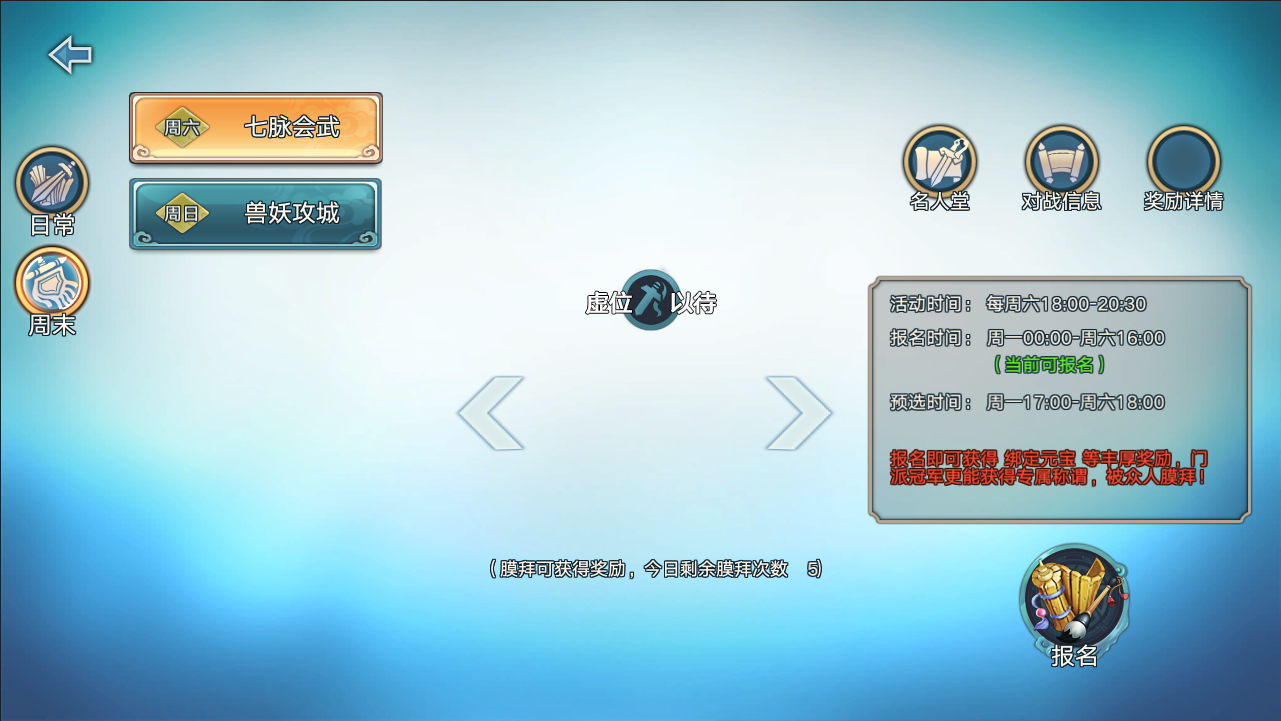 周六 七脉会武
周日 兽妖攻城
日常
周末
名人堂
对战信息
奖励详情
虚位以待
活动时间： 每周六18:00-20:30
报名时间： 周一00:00-周六16:00
（当前可报名）
预选时间： 周一17:00-周六18:00
报名即可获得 绑定元宝 等丰厚奖励，门
派冠军更能获得专属称谓，被众人膜拜！
（膜拜可获得奖励，今日剩余膜拜次数 5）
报名